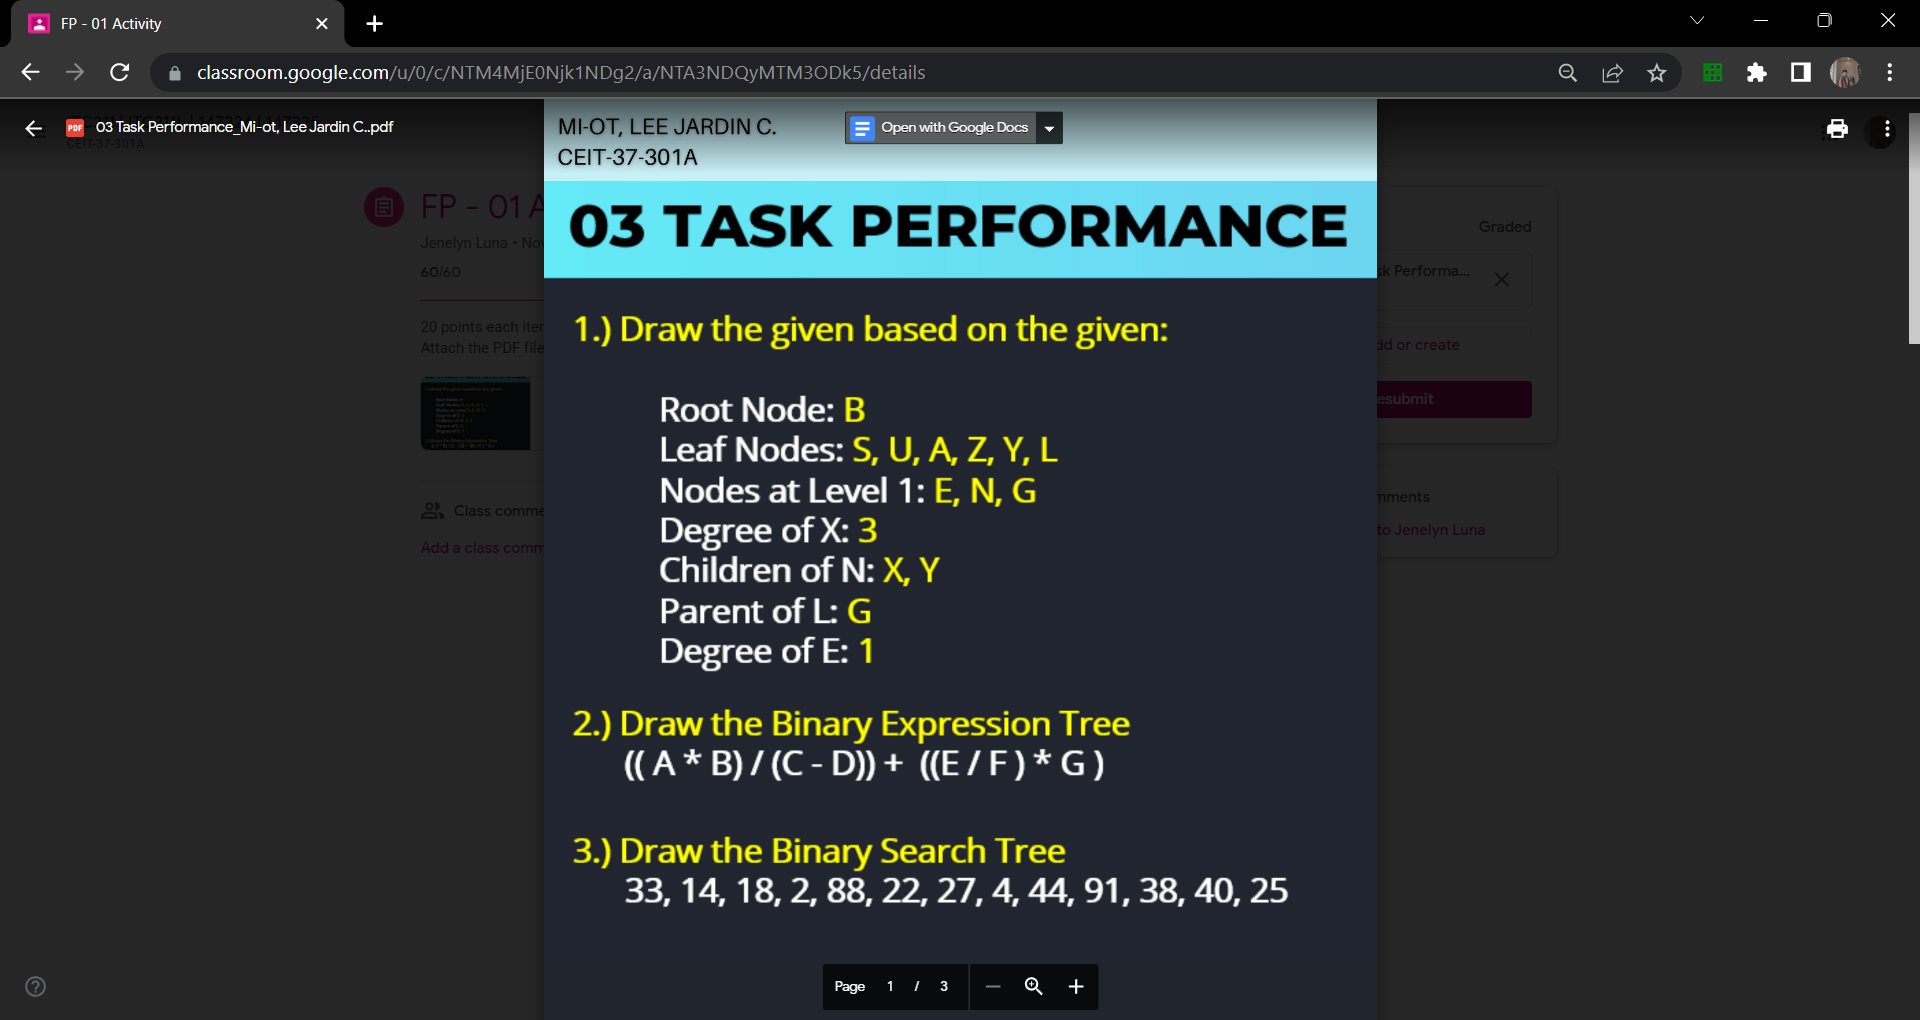 FP - 01 Activity
classroom.google.com/u/0/c/NTM4MjE0Njk1NDg2/a/NTA3NDQyMTM3ODk5/details
PDF
03 Task Performance_Mi-ot, Lee Jardin C..pdf
CEIT-37-301A
MI-OT, LEE JARDIN C.
CEIT-37-301A
Open with Google Docs
03 TASK PERFORMANCE
FP - 01 A
Jenelyn Luna • Nov
60/60
20 points each iter
Attach the PDF file
Class comme
Add a class comm
Graded
sk Performa...
dd or create
esubmit
mments
to Jenelyn Luna
1.) Draw the given based on the given:
Root Node: B
Leaf Nodes: S, U, A, Z, Y, L
Nodes at Level 1: E, N, G
Degree of X: 3
Children of N: X, Y
Parent of L: G
Degree of E: 1
2.) Draw the Binary Expression Tree
(( A * B) / (C - D)) + ((E / F ) * G )
3.) Draw the Binary Search Tree
33, 14, 18, 2, 88, 22, 27, 4, 44, 91, 38, 40, 25
Page 1 / 3